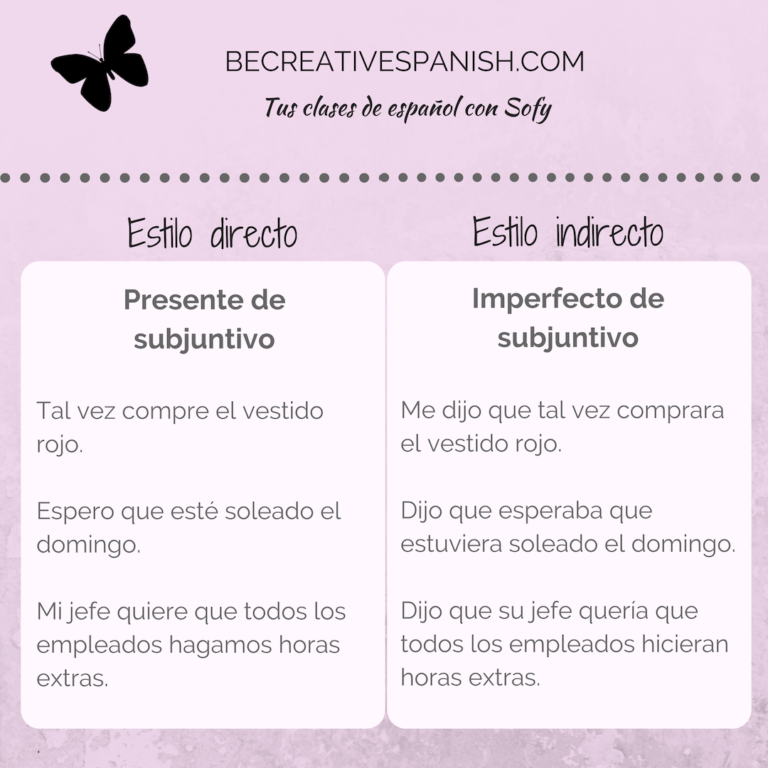 BECREATIVESPANISH.COM
Tus clases de español con Sofy
Estilo directo
Presente de
subjuntivo
Tal vez compre el vestido
rojo.
Espero que esté soleado el
domingo.
Mi jefe quiere que todos los
empleados hagamos horas
extras.
Estilo indirecto
Imperfecto de
subjuntivo
Me dijo que tal vez comprara
el vestido rojo.
Dijo que esperaba que
estuviera soleado el domingo.
Dijo que su jefe quería que
todos los empleados hicieran
horas extras.